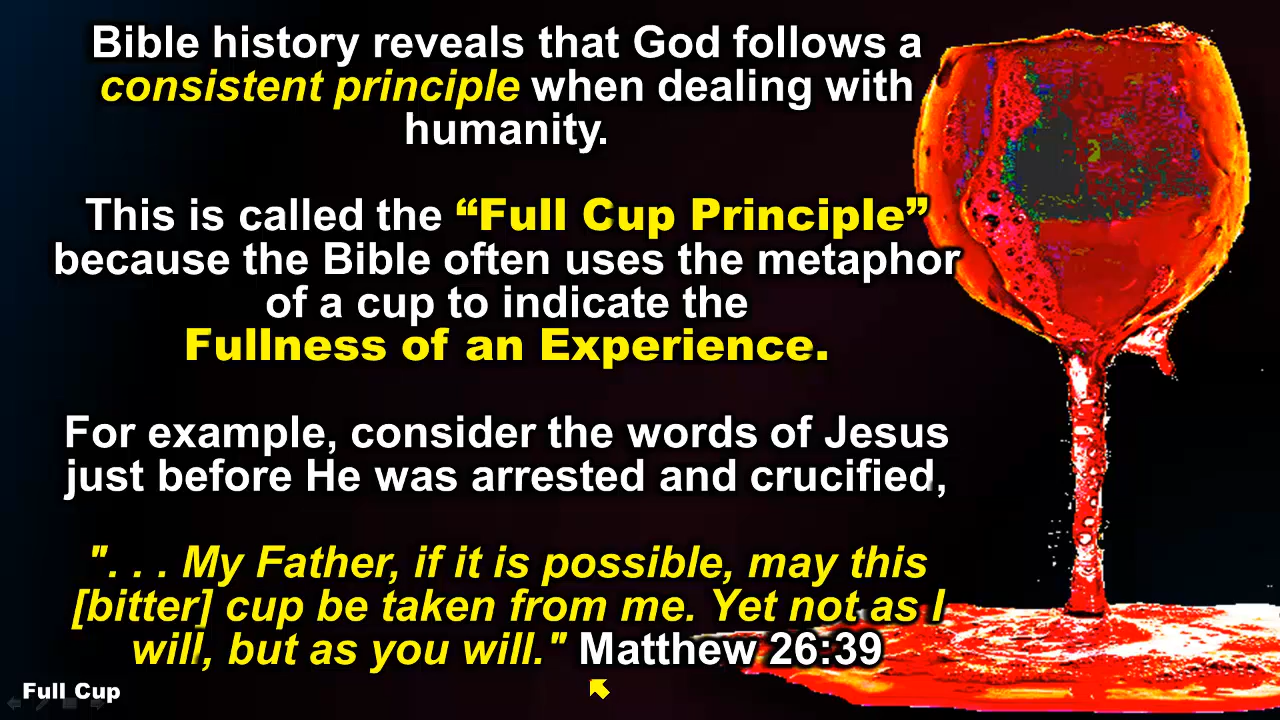 Bible history reveals that God follows a
consistent principle when dealing with
humanity.
This is called the “Full Cup Principle”
because the Bible often uses the metaphor
of a cup to indicate the
Fullness of an Experience.
For example, consider the words of Jesus
just before He was arrested and crucified,
". . . My Father, if it is possible, may this
[bitter] cup be taken from me. Yet not as I
will, but as you will." Matthew 26:39
Full Cup